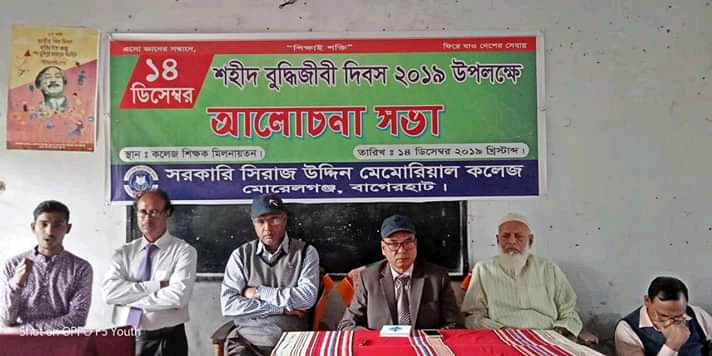 এসো জ্ঞানের সন্ধানে,
"শিক্ষাই শক্তি"
ফিরে যাও দেশের সেবায়
১৪
ডিসেম্বর
শহীদ বুদ্ধিজীবী দিবস ২০১৯ উপলক্ষে
আলোচনা সভা
স্থান : কলেজ শিক্ষক মিলনায়তন।
তারিখ : ১৪ ডিসেম্বর ২০১৯ খ্রিস্টাব্দ।
সরকারি সিরাজ উদ্দিন মেমোরিয়াল কলেজ
মোরেলগঞ্জ, বাগেরহাট।
Shot on OPPO F5 Youth